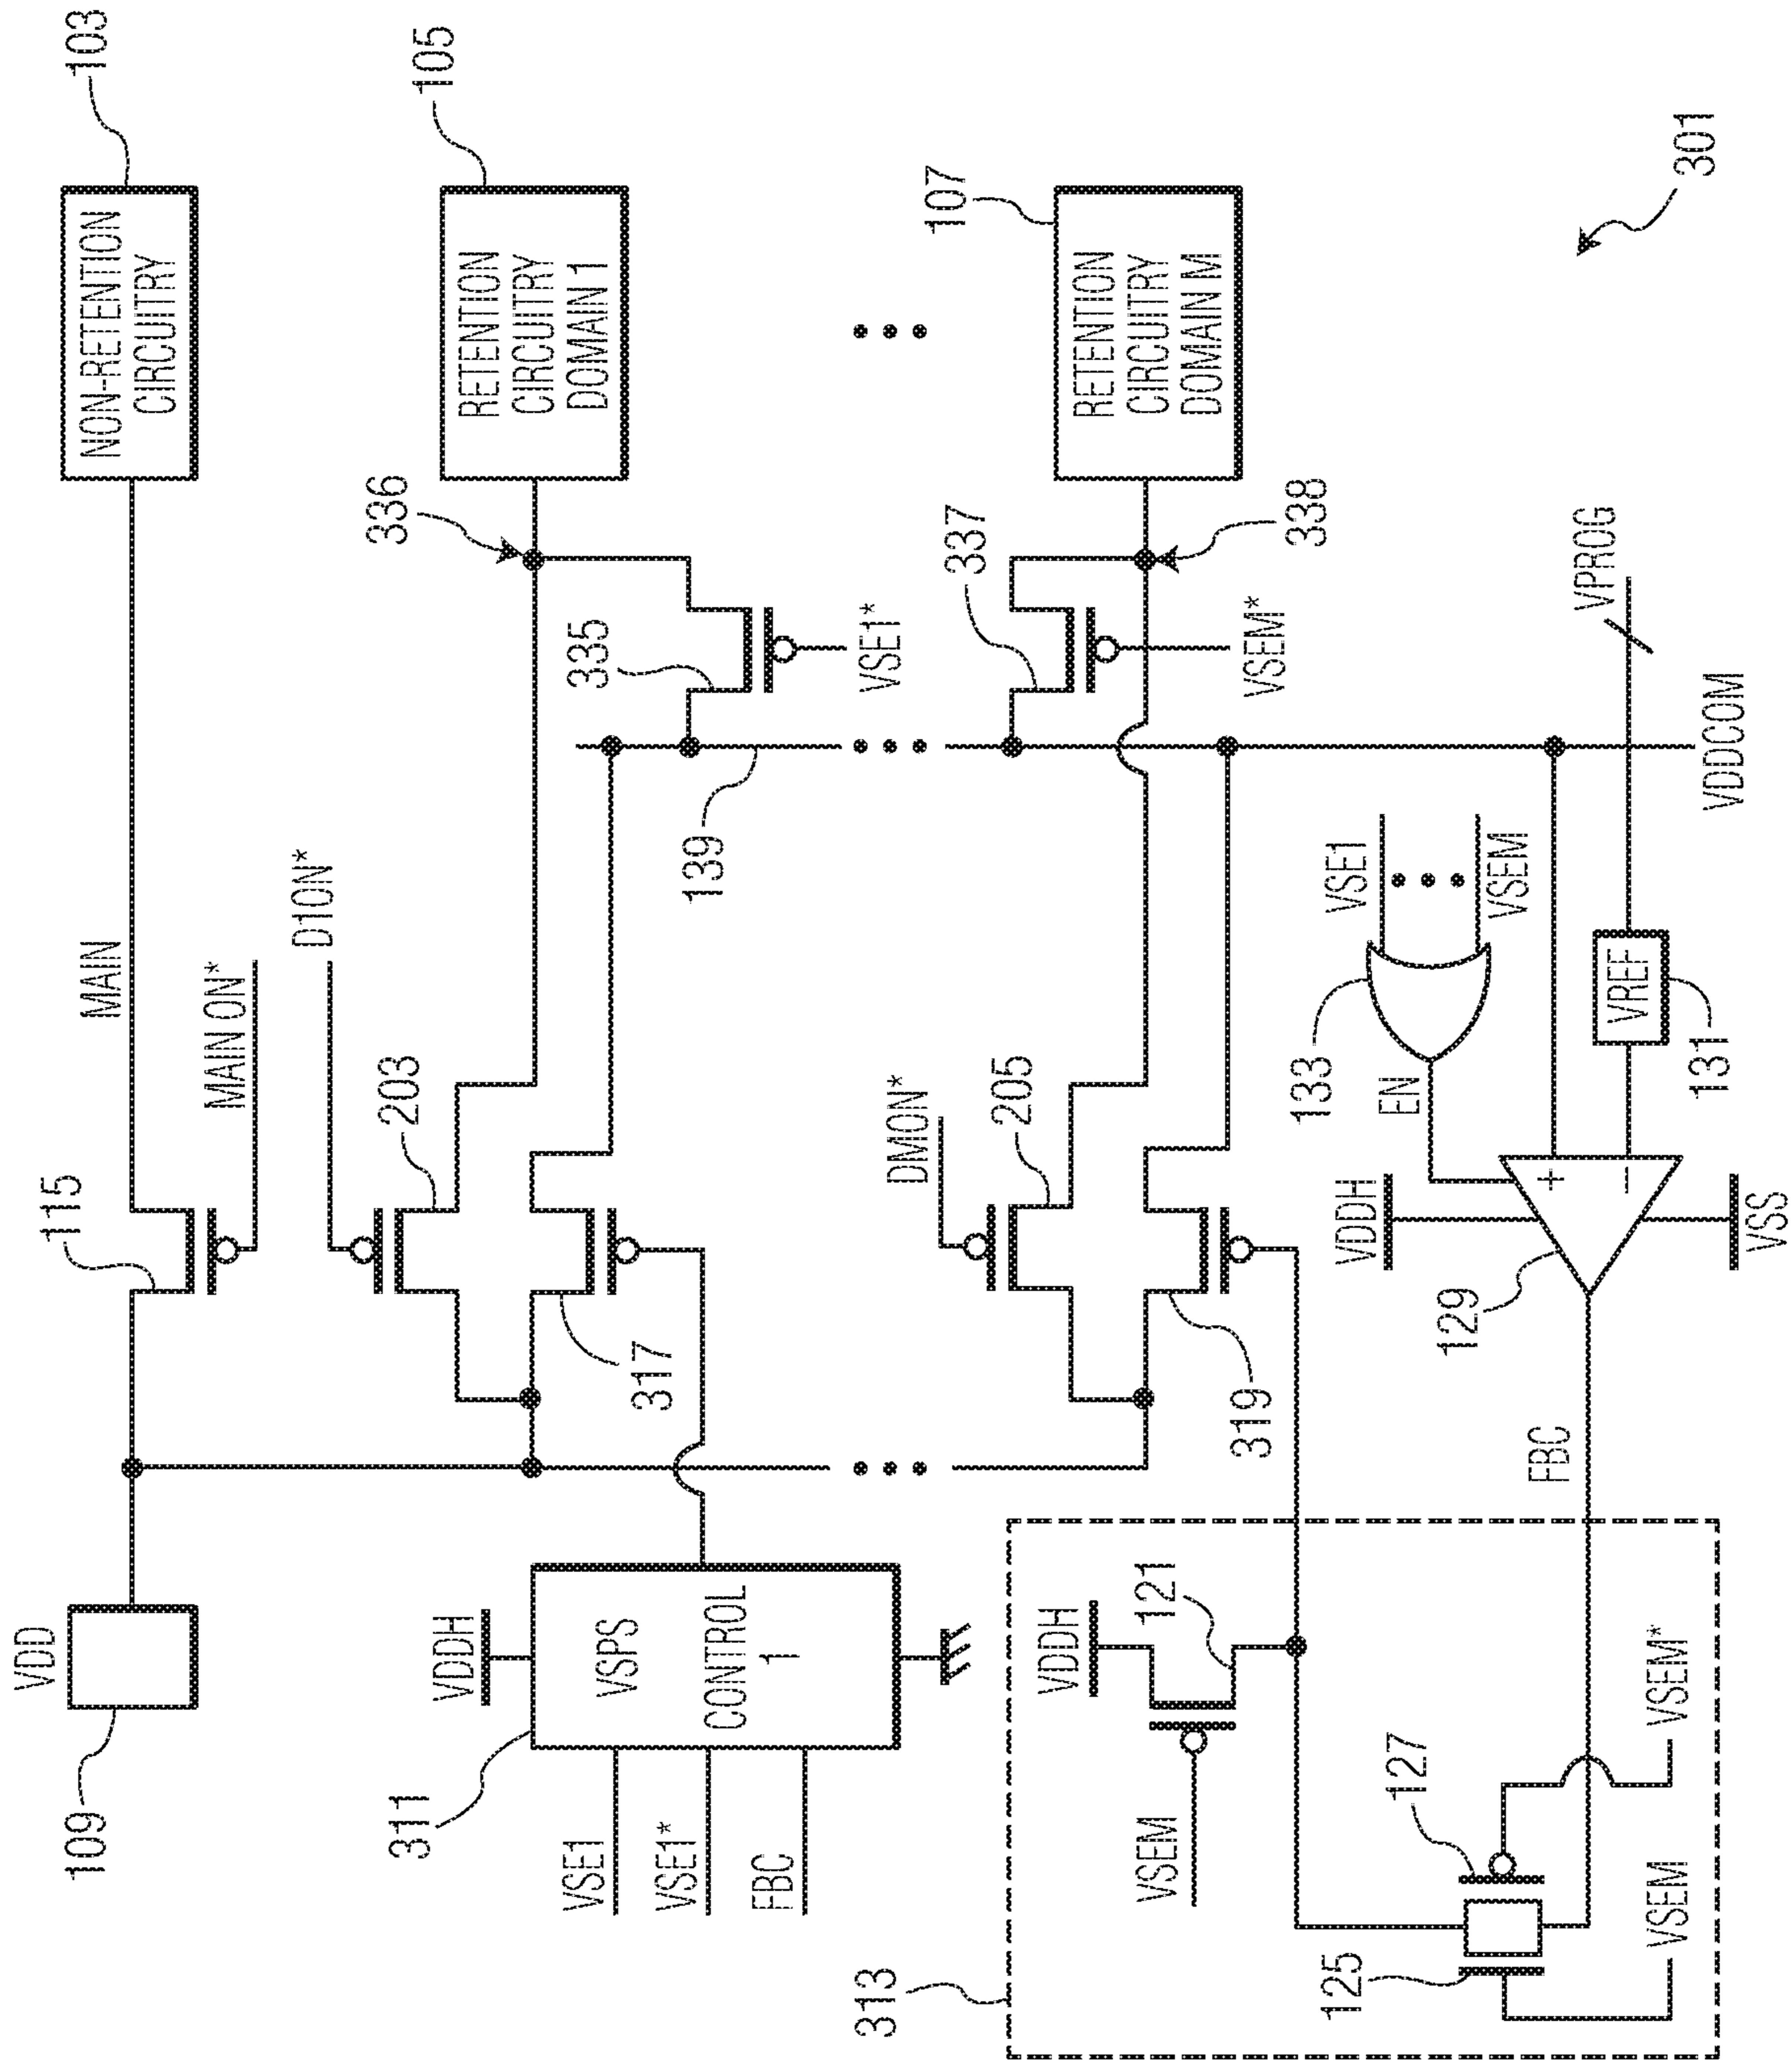 103
NON-RETENTION
CIRCUITRY
105
RETENTION
CIRCUITRY
DOMAIN 1
107
RETENTION
CIRCUITRY
DOMAIN M
301
336
335
VSE1*
337
338
VSEM*
VPROG
139
VDDCOM
MAIN
MAIN ON*
D1ON*
203
115
317
DMON*
205
319
VSE1
VSEM
133
EN
VREF
131
VDDH
+
−
VSS
129
FBC
VDD
109
VDDH
VSPS
CONTROL
1
311
VSE1
VSE1*
FBC
313
VDDH
121
VSEM
127
VSEM*
125
VSEM